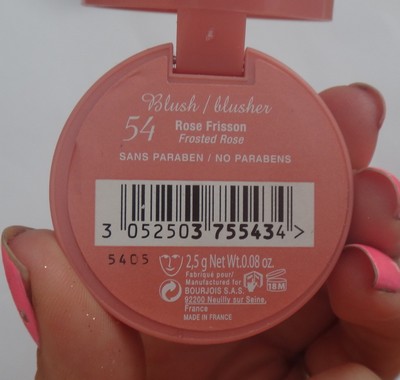 Blush / blusher
54 Rose Frisson
Frosted Rose
SANS PARABEN / NO PARABENS
3 052503 755434 >
5405 2,5 g Net Wt.0.08 oz.
Fabriqué pour/
Manufactured for
BOURJOIS S.A.S. 18 M
92200 Neuilly sur Seine,
France
MADE IN FRANCE